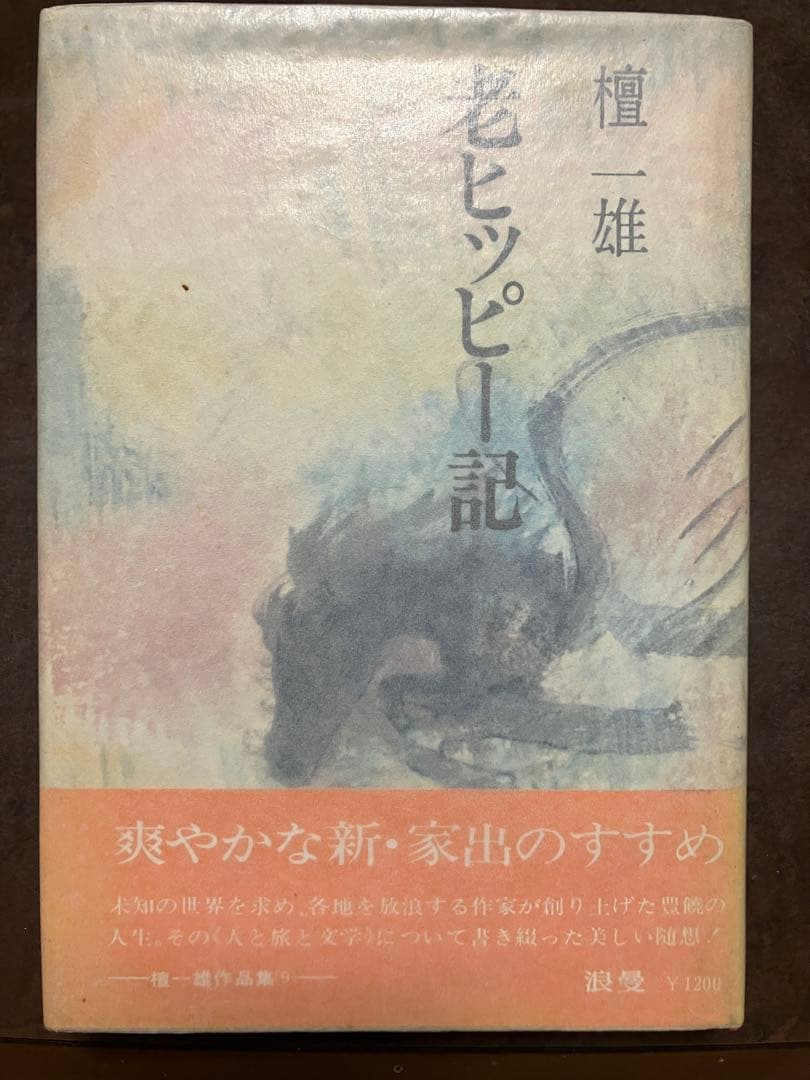 檀一雄
老ヒッピー記
爽やかな新・家出のすすめ
未知の世界を求め、各地を放浪する作家が創り上げた豊饒の
人生。その〈人と旅と文学〉について書き綴った美しい随想！
——檀一雄作品集9——
浪曼 ￥1200